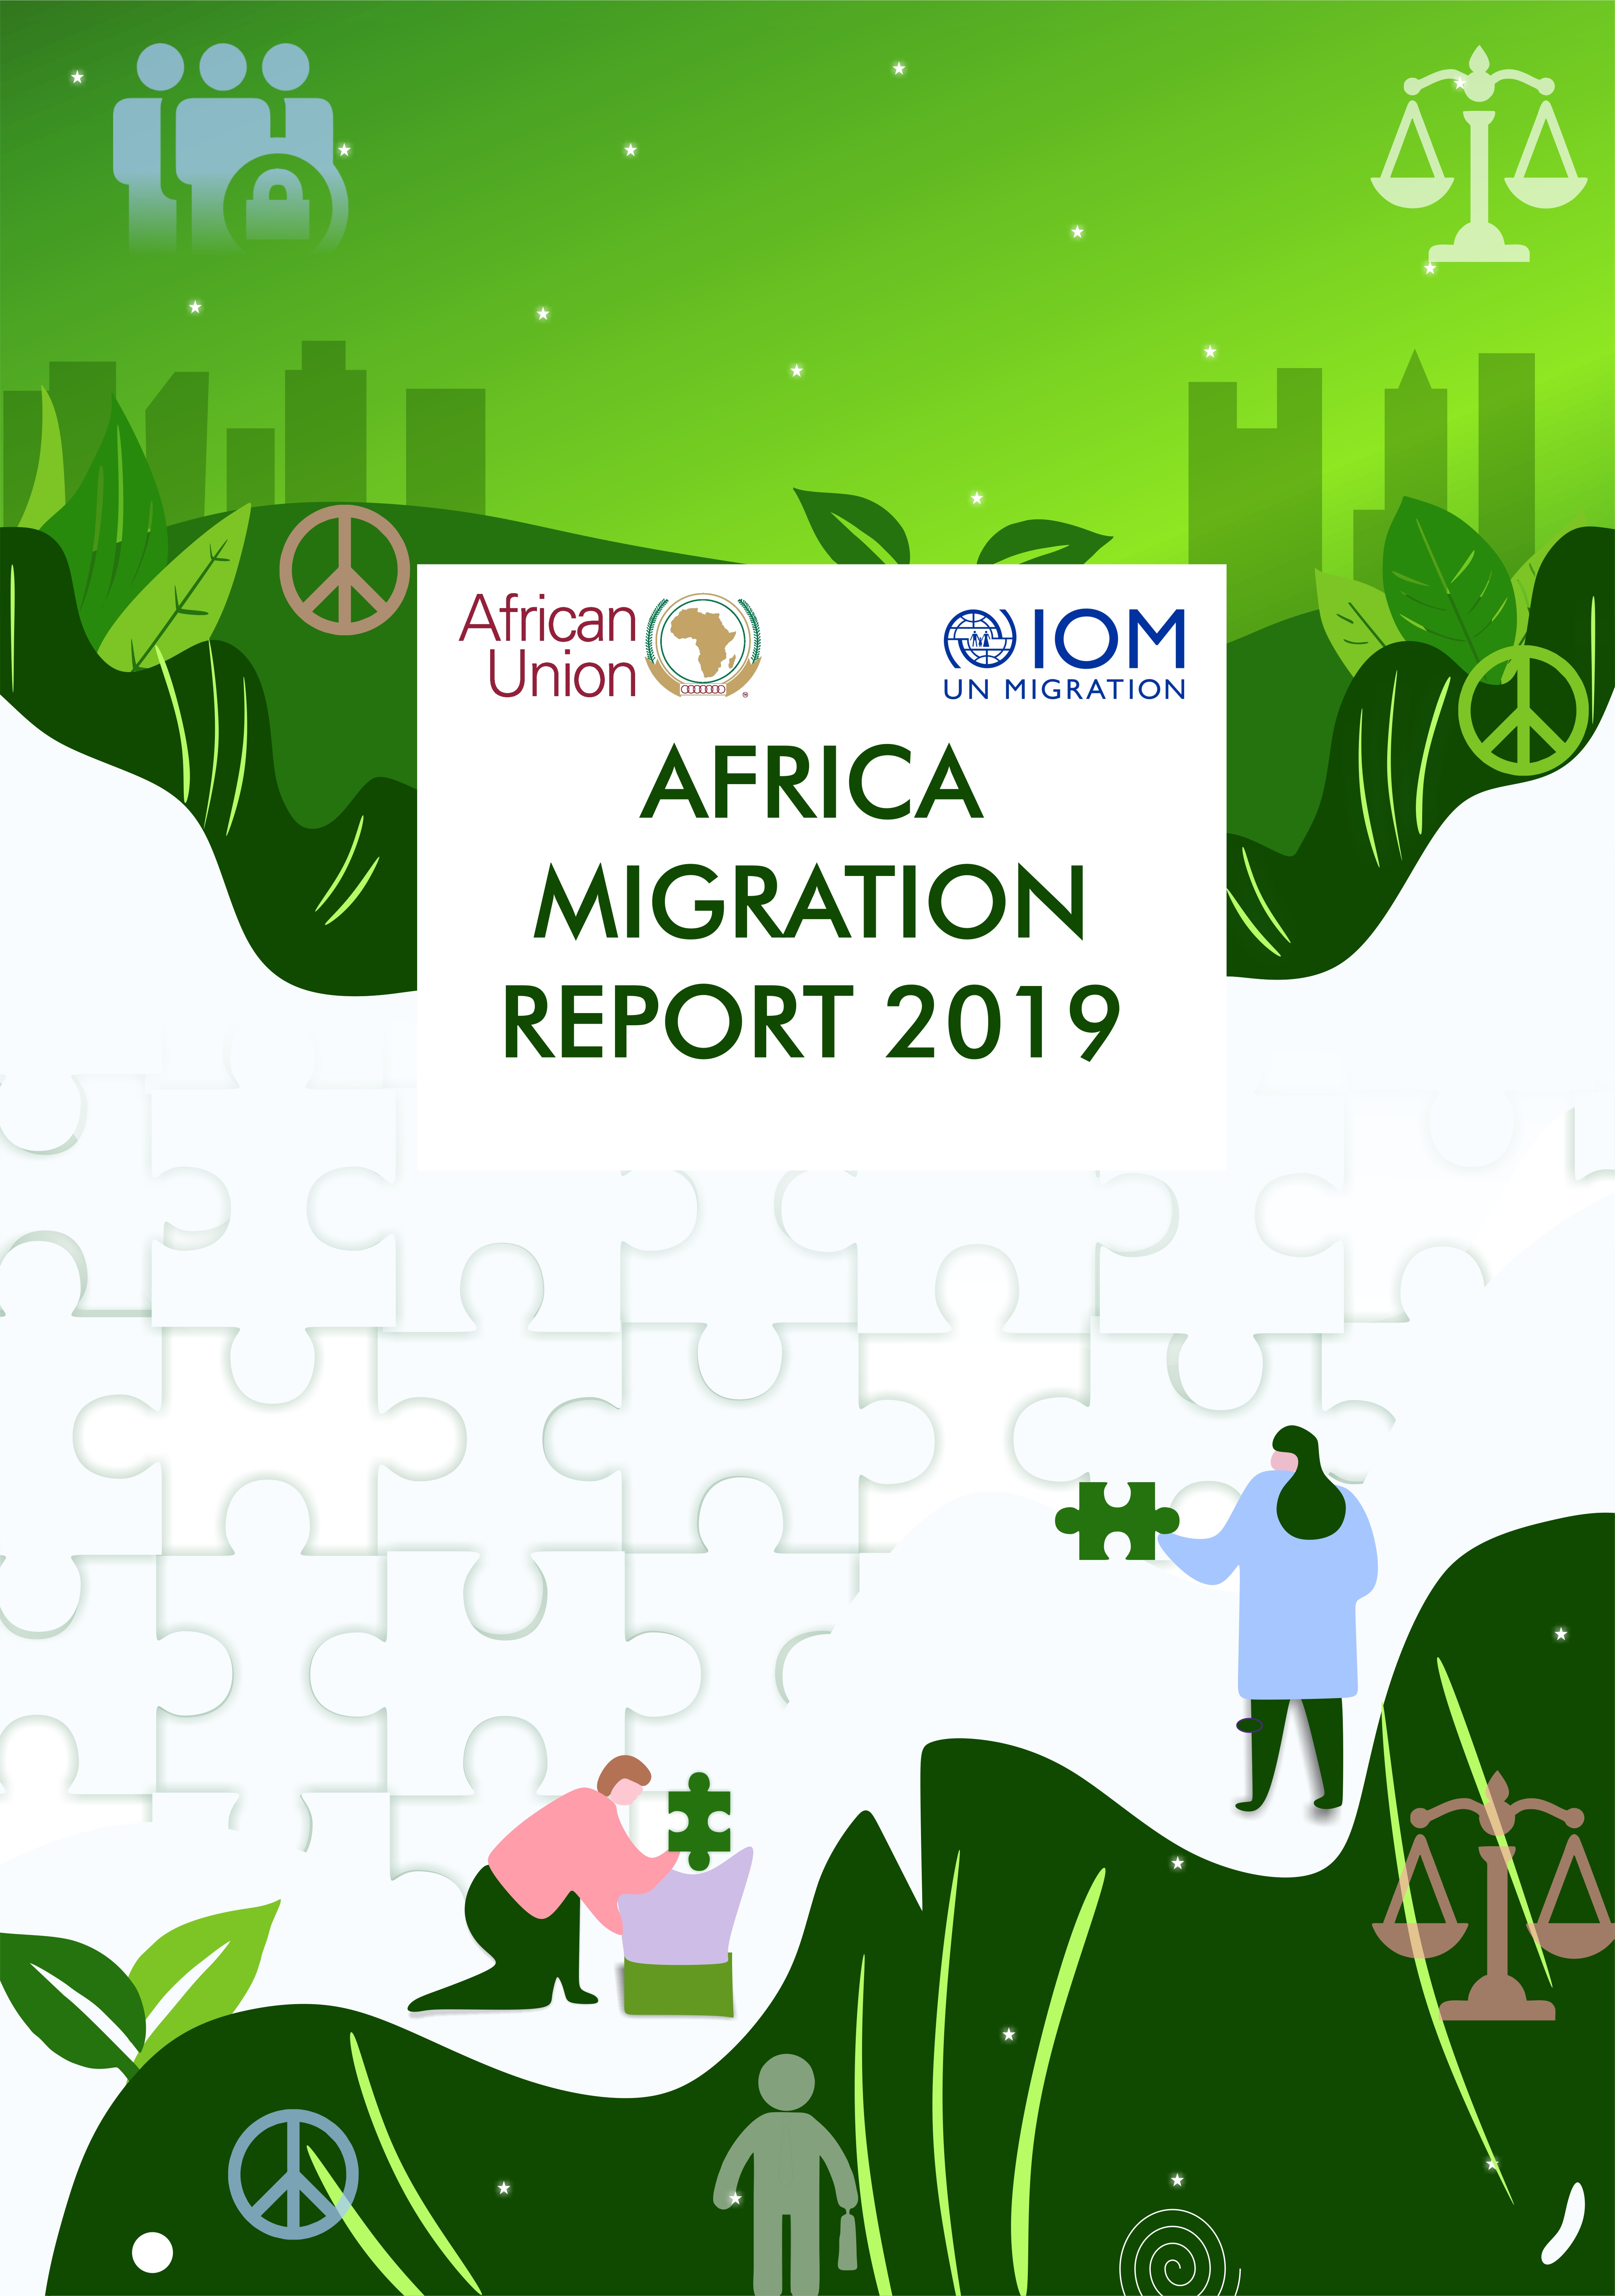 African
Union
IOM
UN MIGRATION
AFRICA
MIGRATION
REPORT 2019